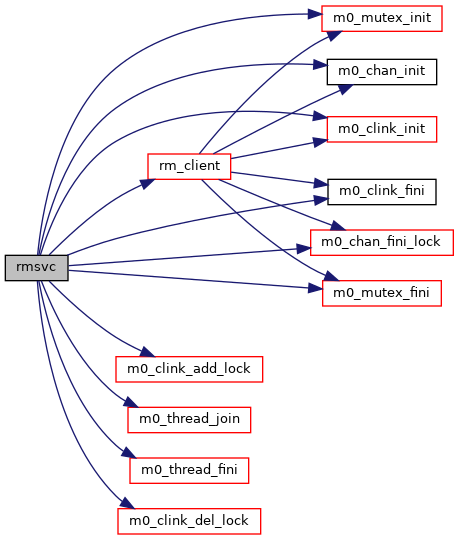 m0_mutex_init
m0_chan_init
m0_clink_init
rm_client
m0_clink_fini
m0_chan_fini_lock
rmsvc
m0_mutex_fini
m0_clink_add_lock
m0_thread_join
m0_thread_fini
m0_clink_del_lock